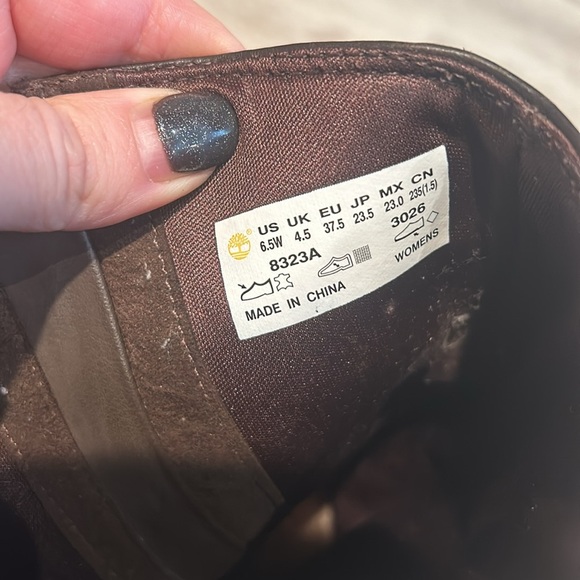 US UK EU JP MX CN
6.5W 4.5 37.5 23.5 23.0 235(1.5)
8323A 3026
WOMENS
MADE IN CHINA